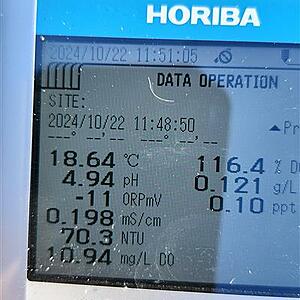 HORIBA
2024/10/22 11:51:05
DATA OPERATION
SITE:
2024/10/22 11:48:50
---° --'--" ---° --'--"
▲Pr
18.64 °C 116.4 % DO
4.94 pH 0.121 g/L
-11 ORPmV 0.10 ppt
0.198 mS/cm
70.3 NTU
10.94 mg/L DO